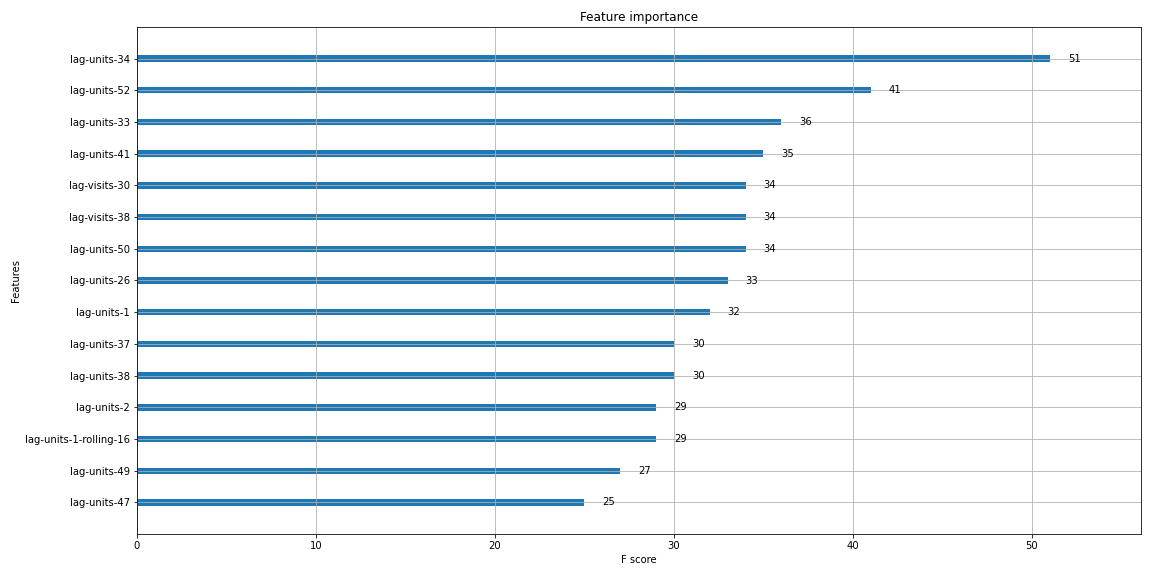 Feature importance
Features
lag-units-34 51
lag-units-52 41
lag-units-33 36
lag-units-41 35
lag-visits-30 34
lag-visits-38 34
lag-units-50 34
lag-units-26 33
lag-units-1 32
lag-units-37 30
lag-units-38 30
lag-units-2 29
lag-units-1-rolling-16 29
lag-units-49 27
lag-units-47 25
0 10 20 30 40 50
F score